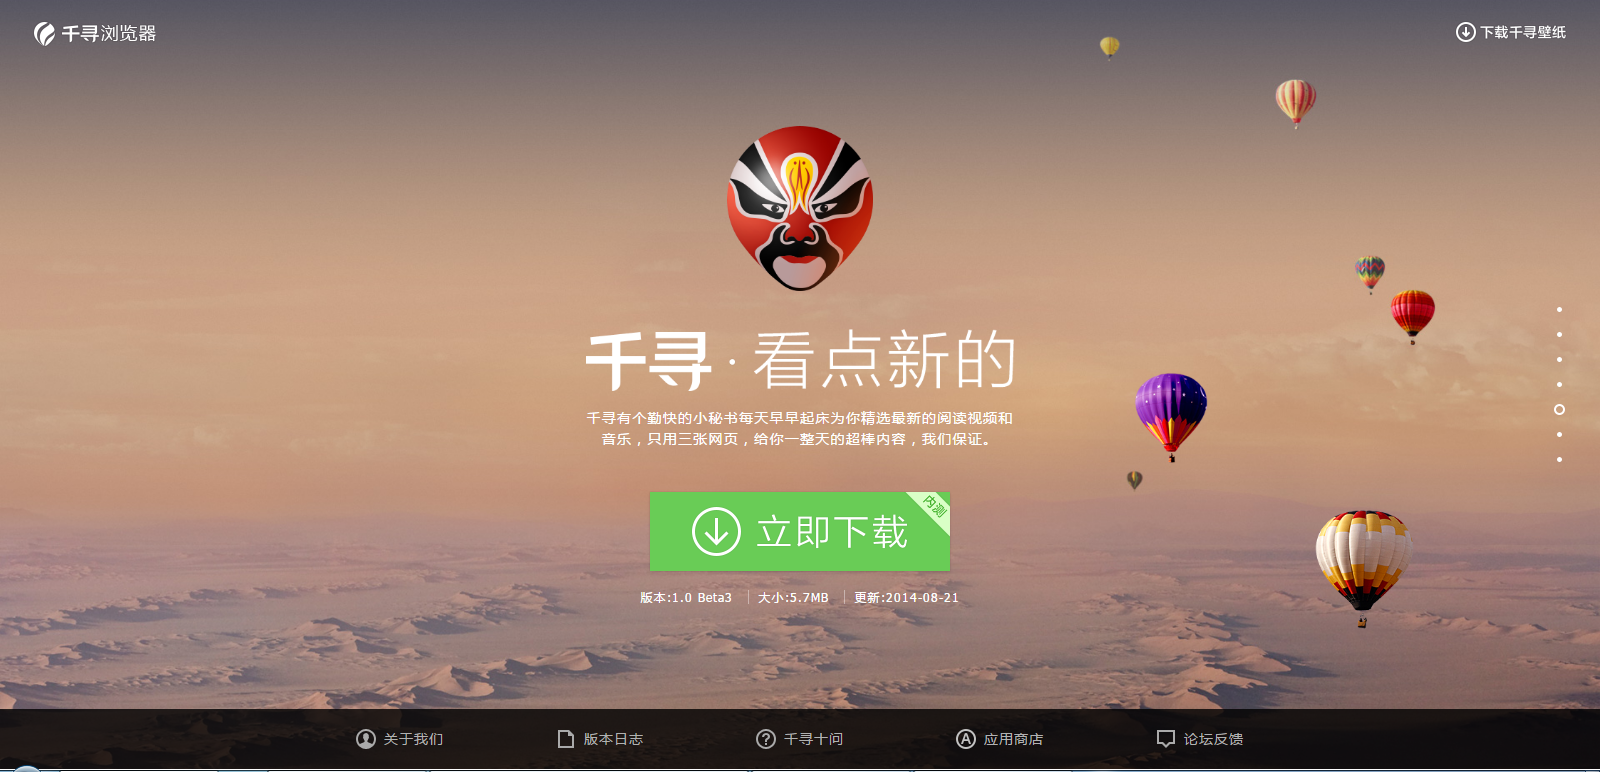 千寻浏览器
下载千寻壁纸
千寻·看点新的
千寻有个勤快的小秘书每天早早起床为你精选最新的阅读视频和
音乐，只用三张网页，给你一整天的超棒内容，我们保证。
立即下载
内测
版本:1.0 Beta3
大小:5.7MB
更新:2014-08-21
关于我们
版本日志
千寻十问
应用商店
论坛反馈